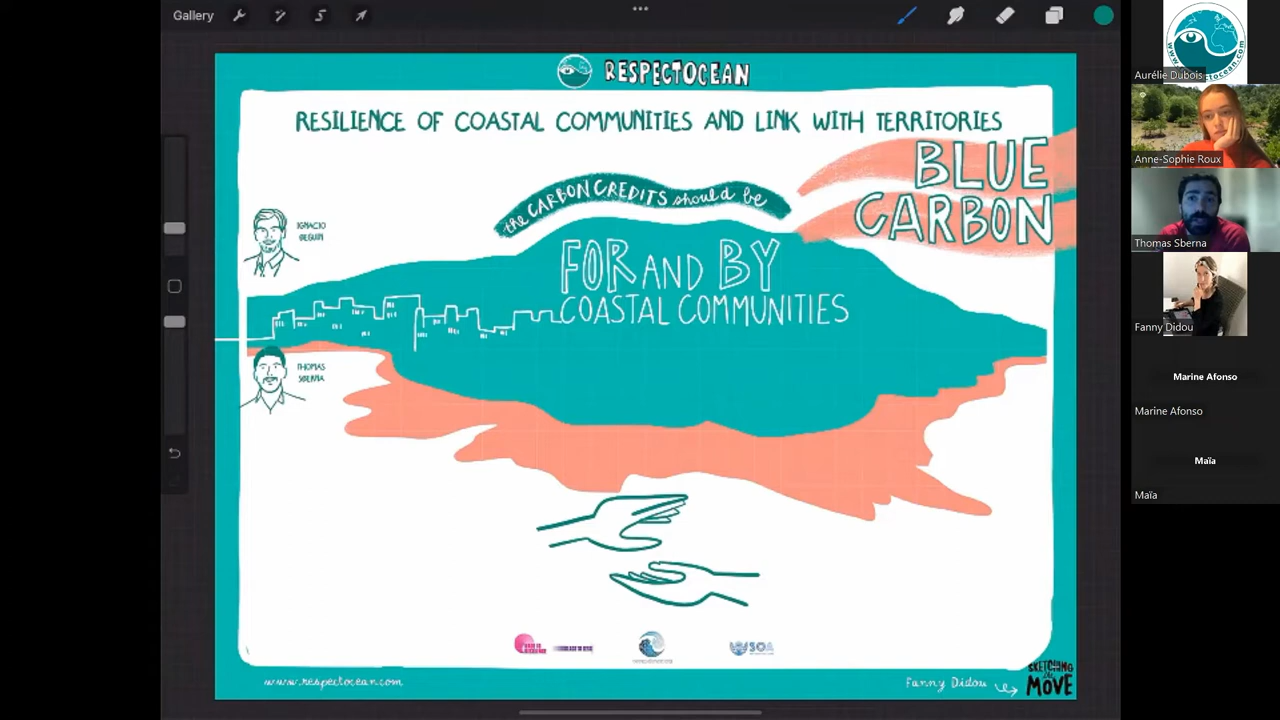 Gallery
RESPECTOCEAN
RESILIENCE OF COASTAL COMMUNITIES AND LINK WITH TERRITORIES
BLUE
CARBON
the CARBON CREDITS should be
FOR AND BY
COASTAL COMMUNITIES
IGNACIO
THOMAS
SBERNA
SOA
www.respectocean.com
Fanny Didou
SKETCHING
the
MOVE
Aurélie Dubois
Anne-Sophie Roux
Thomas Sberna
Fanny Didou
Marine Afonso
Marine Afonso
Maïa
Maïa